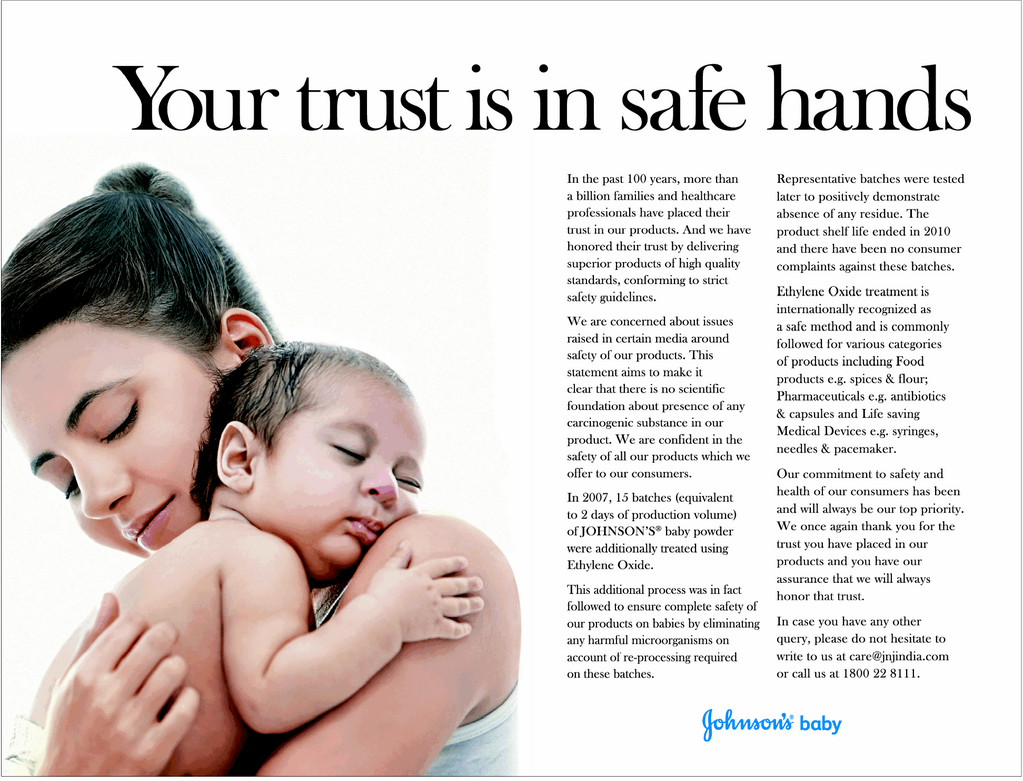 Your trust is in safe hands
In the past 100 years, more than
a billion families and healthcare
professionals have placed their
trust in our products. And we have
honored their trust by delivering
superior products of high quality
standards, conforming to strict
safety guidelines.
We are concerned about issues
raised in certain media around
safety of our products. This
statement aims to make it
clear that there is no scientific
foundation about presence of any
carcinogenic substance in our
product. We are confident in the
safety of all our products which we
offer to our consumers.
In 2007, 15 batches (equivalent
to 2 days of production volume)
of JOHNSON'S® baby powder
were additionally treated using
Ethylene Oxide.
This additional process was in fact
followed to ensure complete safety of
our products on babies by eliminating
any harmful microorganisms on
account of re-processing required
on these batches.
Representative batches were tested
later to positively demonstrate
absence of any residue. The
product shelf life ended in 2010
and there have been no consumer
complaints against these batches.
Ethylene Oxide treatment is
internationally recognized as
a safe method and is commonly
followed for various categories
of products including Food
products e.g. spices & flour;
Pharmaceuticals e.g. antibiotics
& capsules and Life saving
Medical Devices e.g. syringes,
needles & pacemaker.
Our commitment to safety and
health of our consumers has been
and will always be our top priority.
We once again thank you for the
trust you have placed in our
products and you have our
assurance that we will always
honor that trust.
In case you have any other
query, please do not hesitate to
write to us at care@jnjindia.com
or call us at 1800 22 8111.
Johnson's® baby